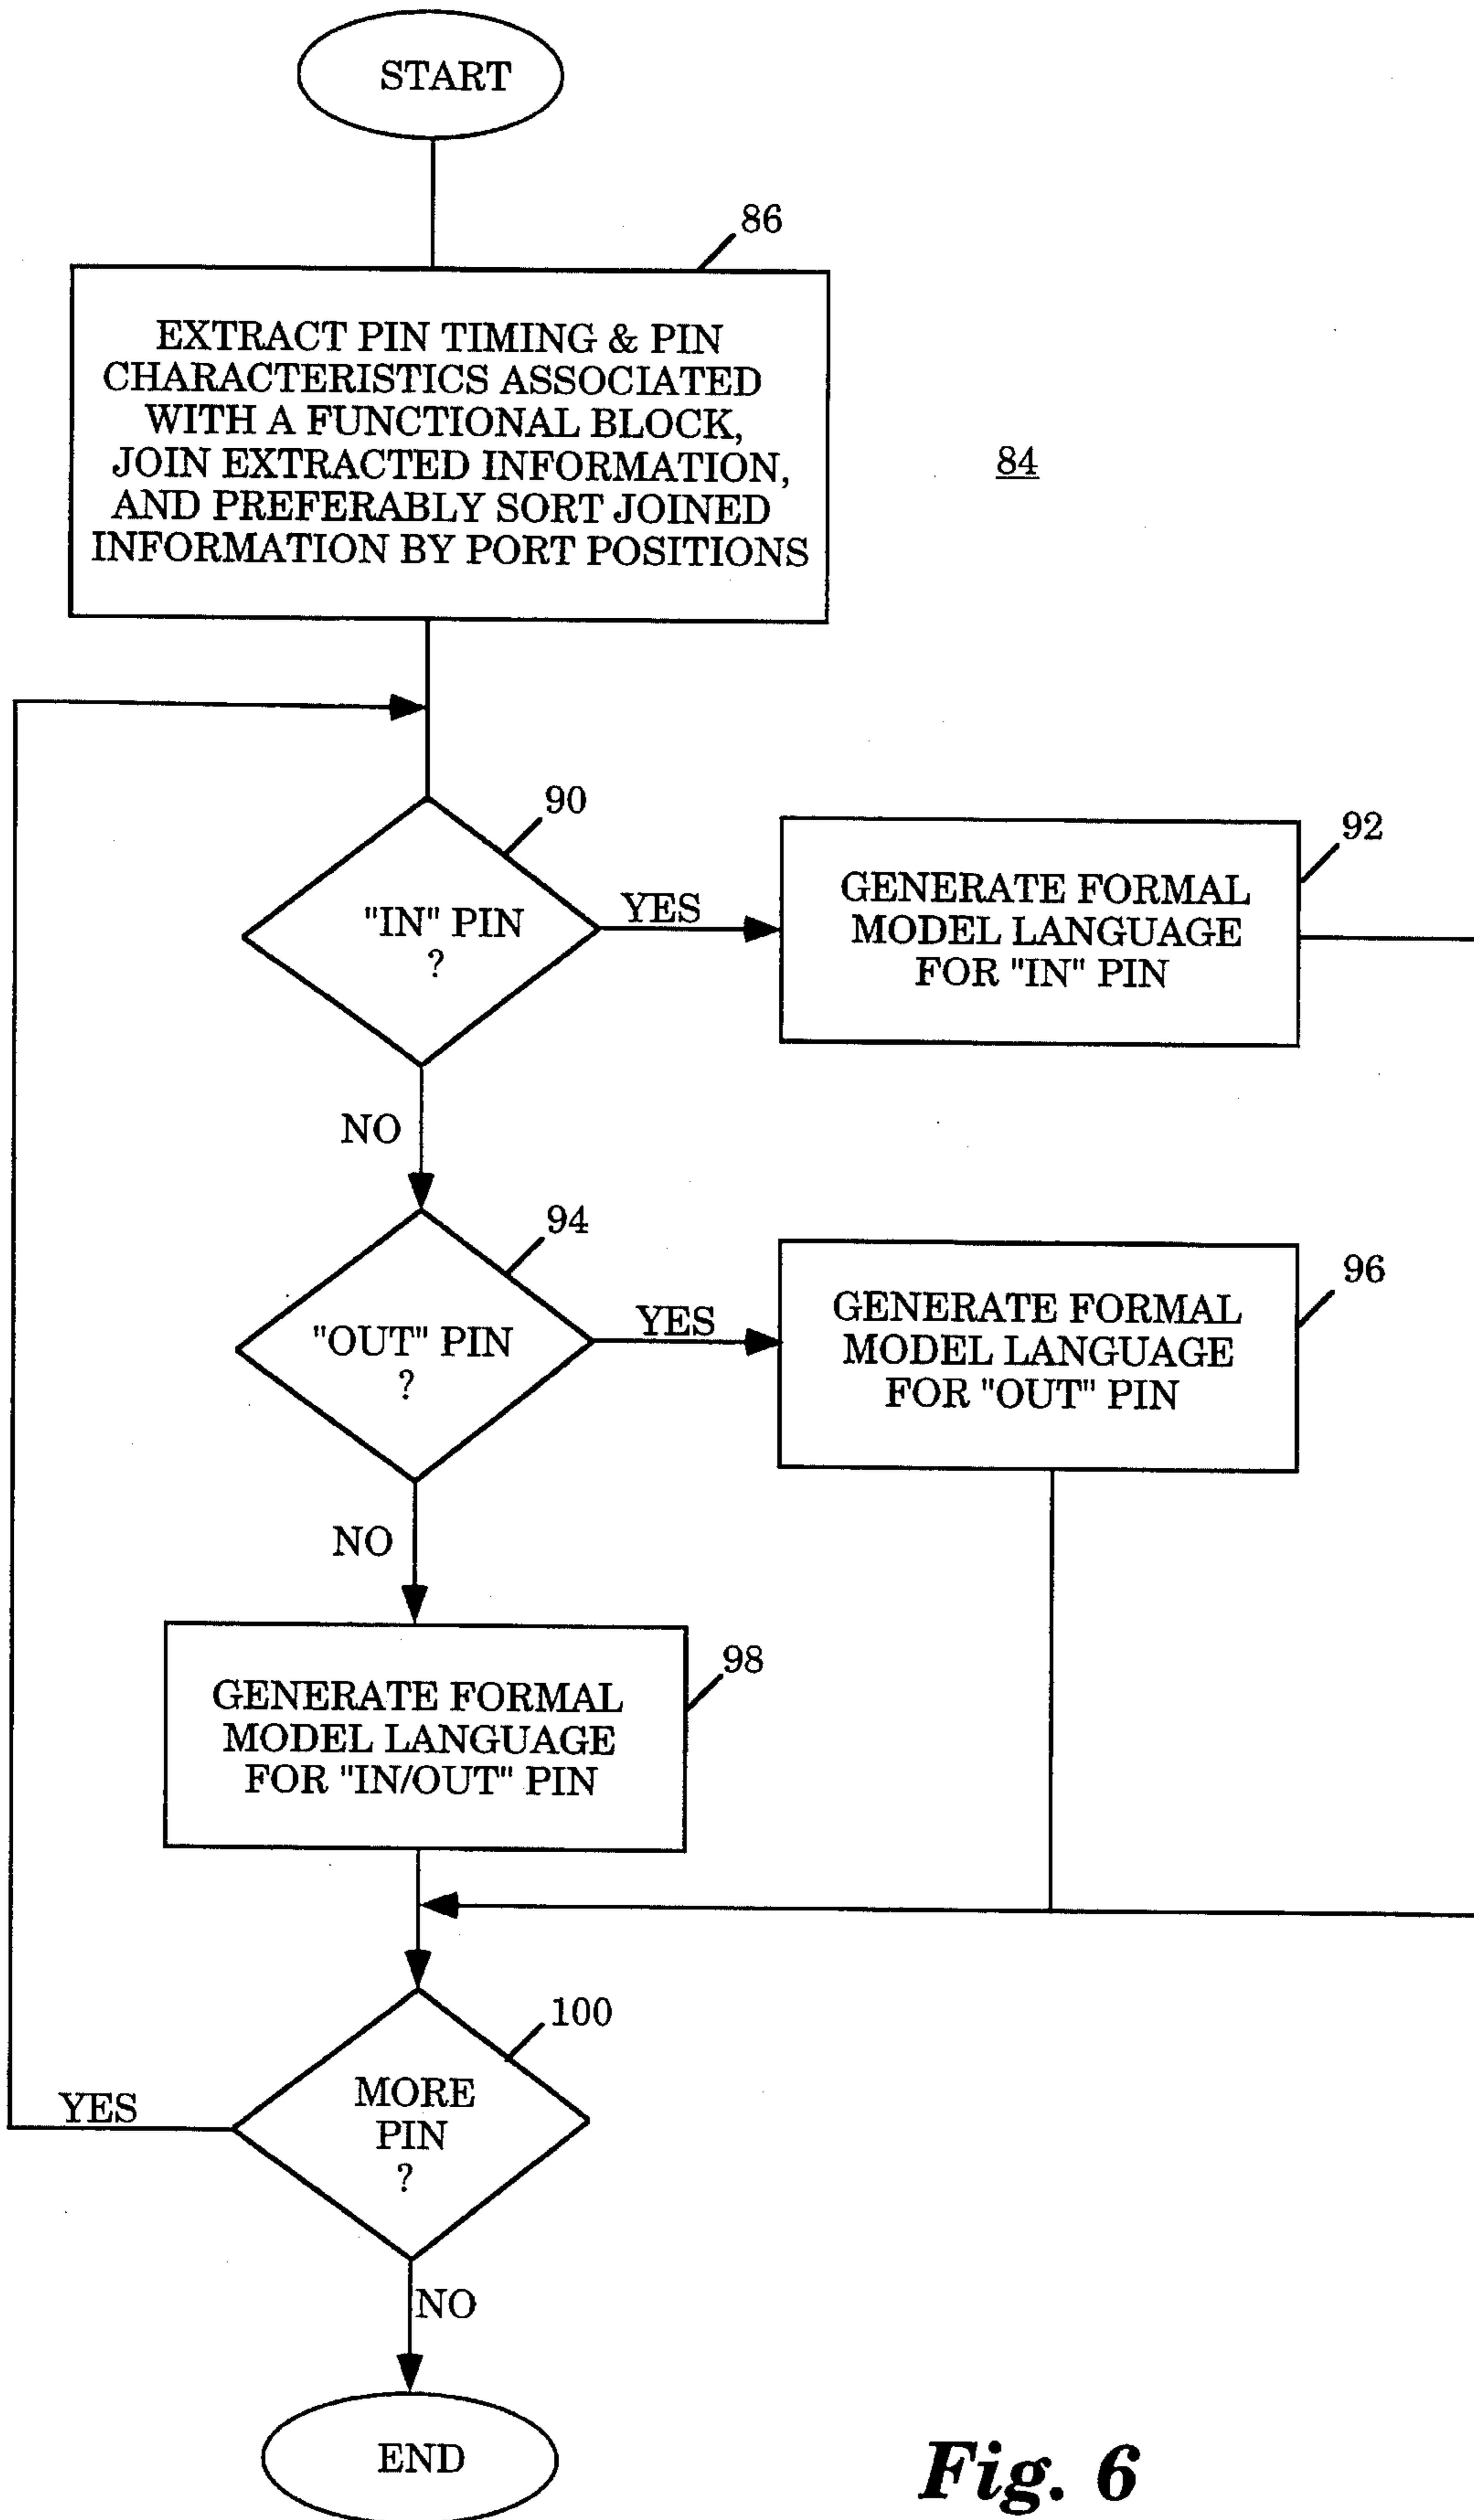 START
86
EXTRACT PIN TIMING & PIN
CHARACTERISTICS ASSOCIATED
WITH A FUNCTIONAL BLOCK,
JOIN EXTRACTED INFORMATION,
AND PREFERABLY SORT JOINED
INFORMATION BY PORT POSITIONS
84
90
"IN" PIN
?
YES
92
GENERATE FORMAL
MODEL LANGUAGE
FOR "IN" PIN
NO
94
"OUT" PIN
?
YES
96
GENERATE FORMAL
MODEL LANGUAGE
FOR "OUT" PIN
NO
98
GENERATE FORMAL
MODEL LANGUAGE
FOR "IN/OUT" PIN
100
MORE
PIN
?
YES
NO
END
Fig. 6